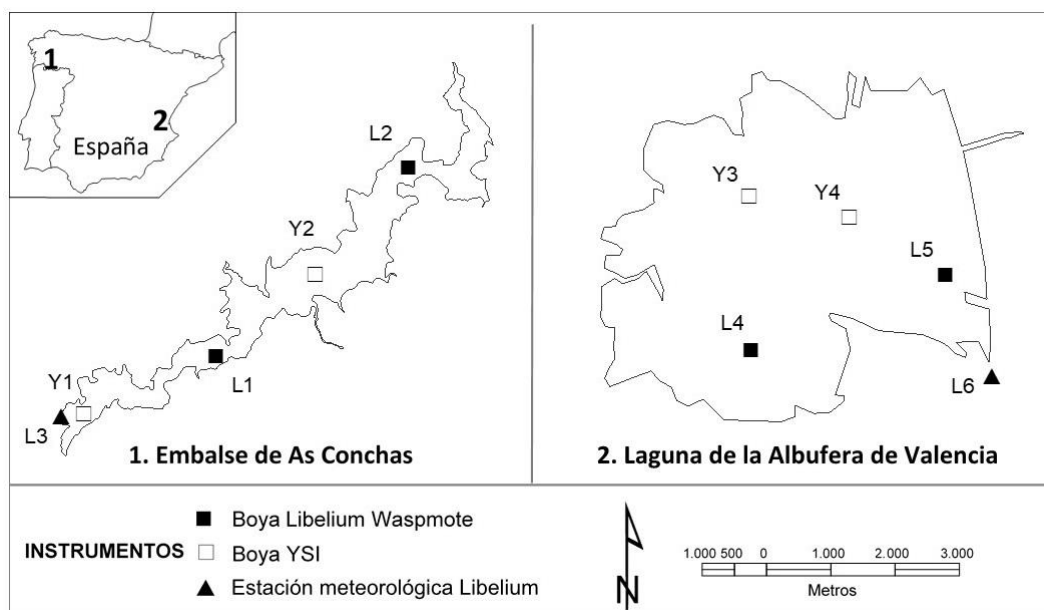 1
2
España
L2
Y2
L1
Y1
L3
1. Embalse de As Conchas
Y3
Y4
L5
L4
L6
2. Laguna de la Albufera de Valencia
INSTRUMENTOS
Boya Libelium Waspmote
Boya YSI
Estación meteorológica Libelium
N
1.000 500 0 1.000 2.000 3.000
Metros